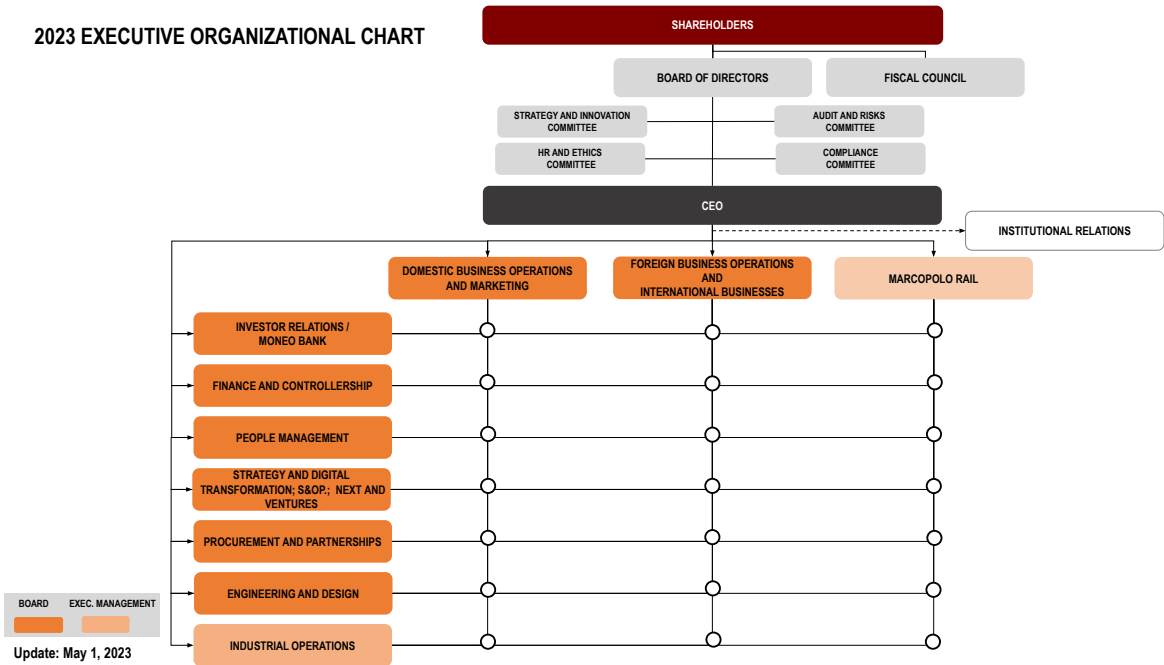 2023 EXECUTIVE ORGANIZATIONAL CHART
SHAREHOLDERS
BOARD OF DIRECTORS
FISCAL COUNCIL
STRATEGY AND INNOVATION
COMMITTEE
AUDIT AND RISKS
COMMITTEE
HR AND ETHICS
COMMITTEE
COMPLIANCE
COMMITTEE
CEO
INSTITUTIONAL RELATIONS
DOMESTIC BUSINESS OPERATIONS
AND MARKETING
FOREIGN BUSINESS OPERATIONS
AND
INTERNATIONAL BUSINESSES
MARCOPOLO RAIL
INVESTOR RELATIONS /
MONEO BANK
FINANCE AND CONTROLLERSHIP
PEOPLE MANAGEMENT
STRATEGY AND DIGITAL
TRANSFORMATION; S&OP.; NEXT AND
VENTURES
PROCUREMENT AND PARTNERSHIPS
ENGINEERING AND DESIGN
INDUSTRIAL OPERATIONS
BOARD
EXEC. MANAGEMENT
Update: May 1, 2023